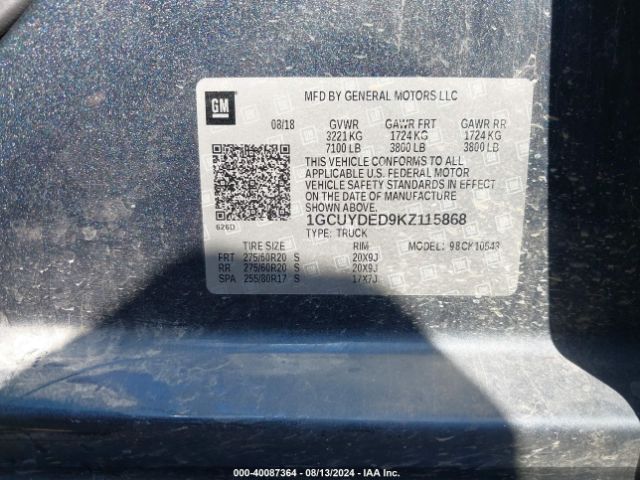 GM
MFD BY GENERAL MOTORS LLC
08/18 GVWR GAWR FRT GAWR RR
3221 KG 1724 KG 1724 KG
7100 LB 3800 LB 3800 LB
THIS VEHICLE CONFORMS TO ALL
APPLICABLE U.S. FEDERAL MOTOR
VEHICLE SAFETY STANDARDS IN EFFECT
ON THE DATE OF MANUFACTURE
SHOWN ABOVE.
1GCUYDED9KZ115868
626D TYPE: TRUCK
TIRE SIZE RIM MODEL: 98CK10543
FRT 275/60R20 S 20X9J
RR 275/60R20 S 20X9J
SPA 255/80R17 S 17X7J
000-40087364 - 08/13/2024 - IAA Inc.